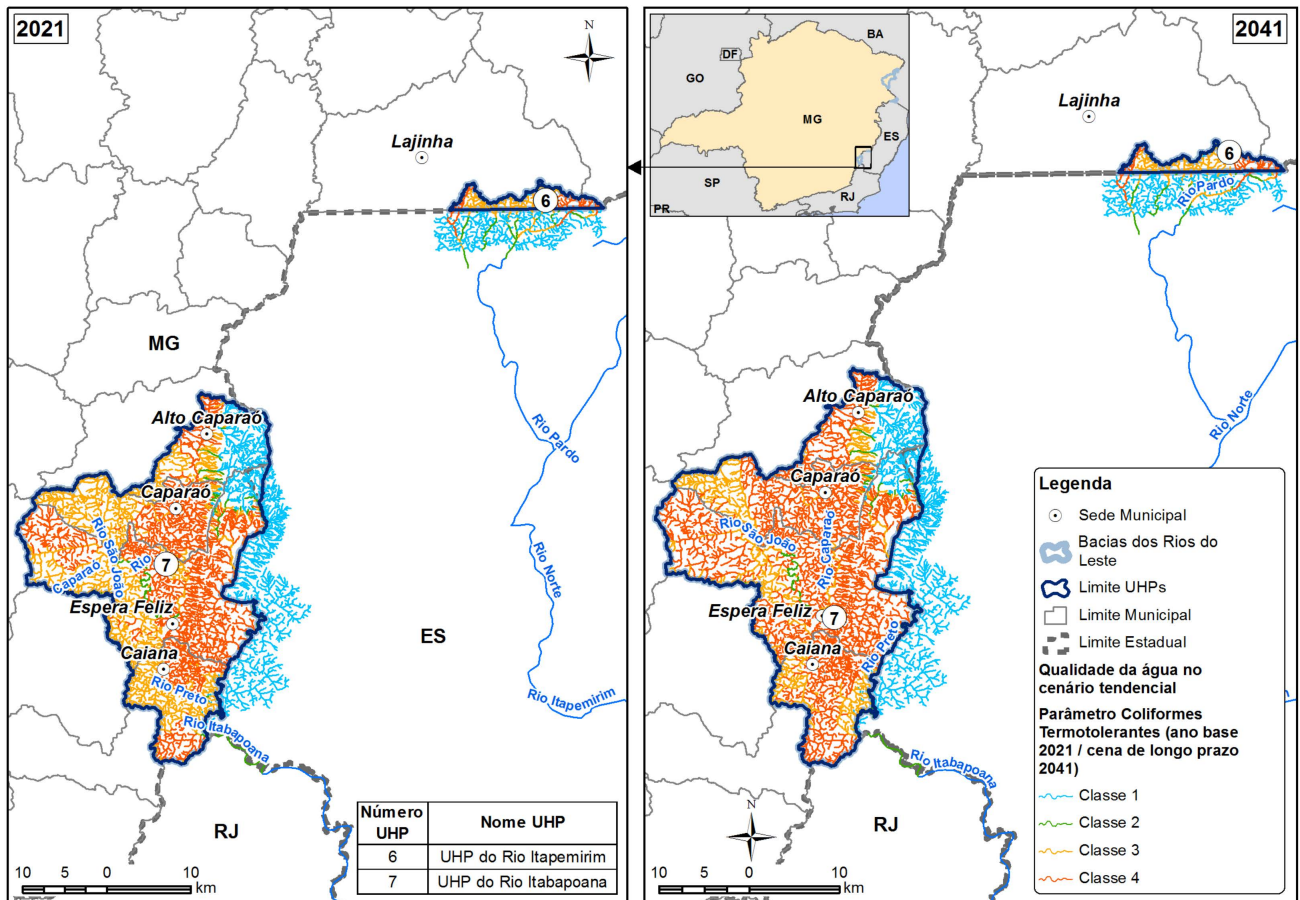 2021
N
Lajinha
6
MG
Alto Caparaó
Caparaó
Rio São João
Rio
Caparaó
7
Espera Feliz
Caiana
Rio Preto
Rio Itabapoana
Rio Pardo
Rio Norte
Rio Itapemirim
ES
RJ
Número UHP
Nome UHP
6
UHP do Rio Itapemirim
7
UHP do Rio Itabapoana
10 5 0 10
km
2041
BA
DF
GO
MG
ES
SP
RJ
PR
Lajinha
6
Rio Pardo
Rio Norte
Alto Caparaó
Caparaó
Rio São João
Rio Caparaó
Espera Feliz
7
Rio Preto
Caiana
Rio Itabapoana
N
RJ
10 5 0 10
km
Legenda
Sede Municipal
Bacias dos Rios do
Leste
Limite UHPs
Limite Municipal
Limite Estadual
Qualidade da água no
cenário tendencial
Parâmetro Coliformes
Termotolerantes (ano base
2021 / cena de longo prazo
2041)
Classe 1
Classe 2
Classe 3
Classe 4